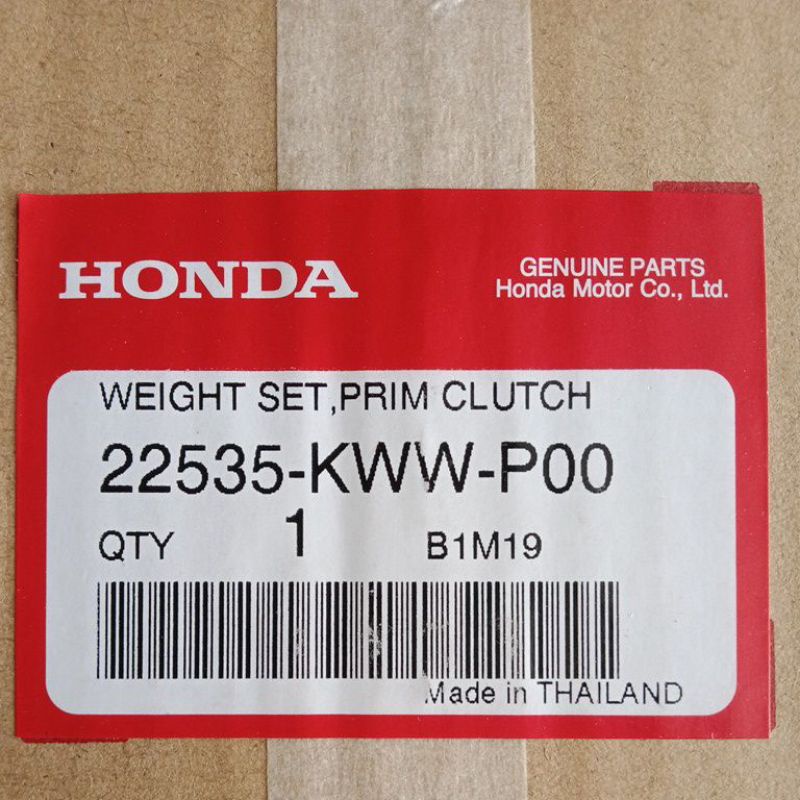 HONDA
GENUINE PARTS
Honda Motor Co., Ltd.
WEIGHT SET,PRIM CLUTCH
22535-KWW-P00
QTY 1 B1M19
Made in THAILAND